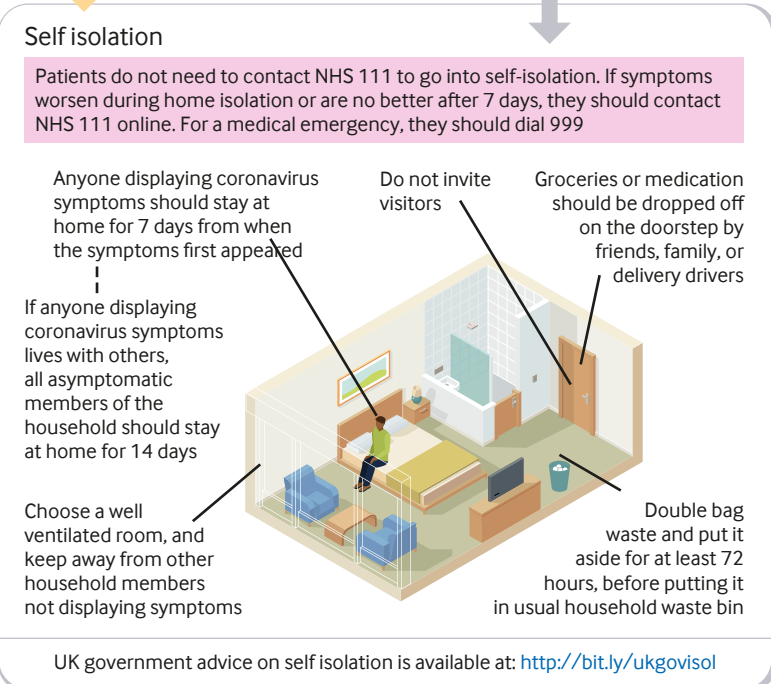 Self isolation
Patients do not need to contact NHS 111 to go into self-isolation. If symptoms
worsen during home isolation or are no better after 7 days, they should contact
NHS 111 online. For a medical emergency, they should dial 999
Anyone displaying coronavirus
symptoms should stay at
home for 7 days from when
the symptoms first appeared
If anyone displaying
coronavirus symptoms
lives with others,
all asymptomatic
members of the
household should stay
at home for 14 days
Choose a well
ventilated room, and
keep away from other
household members
not displaying symptoms
Do not invite
visitors
Groceries or medication
should be dropped off
on the doorstep by
friends, family, or
delivery drivers
Double bag
waste and put it
aside for at least 72
hours, before putting it
in usual household waste bin
UK government advice on self isolation is available at: http://bit.ly/ukgovisol